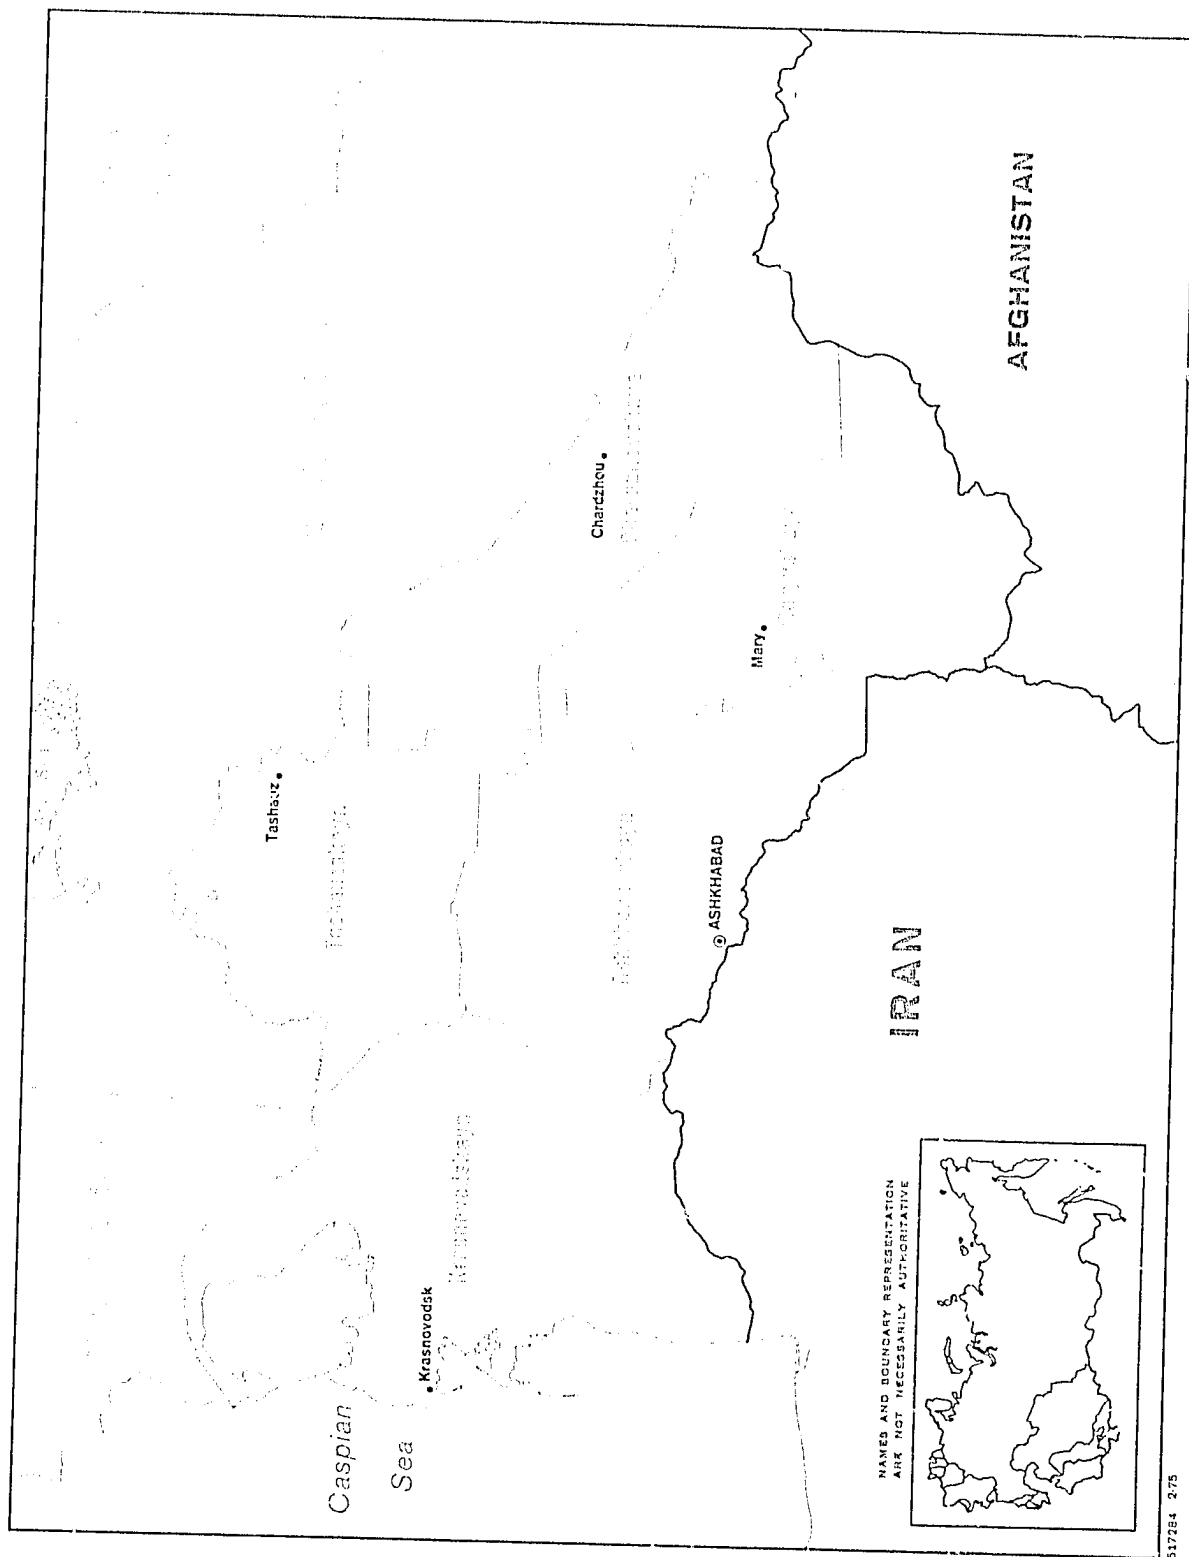 Tashauz
Chardzhou
Mary
ASHKHABAD
Krasnovodsk
Caspian
Sea
IRAN
AFGHANISTAN
NAMES AND BOUNDARY REPRESENTATION
ARE NOT NECESSARILY AUTHORITATIVE
517284 2-75